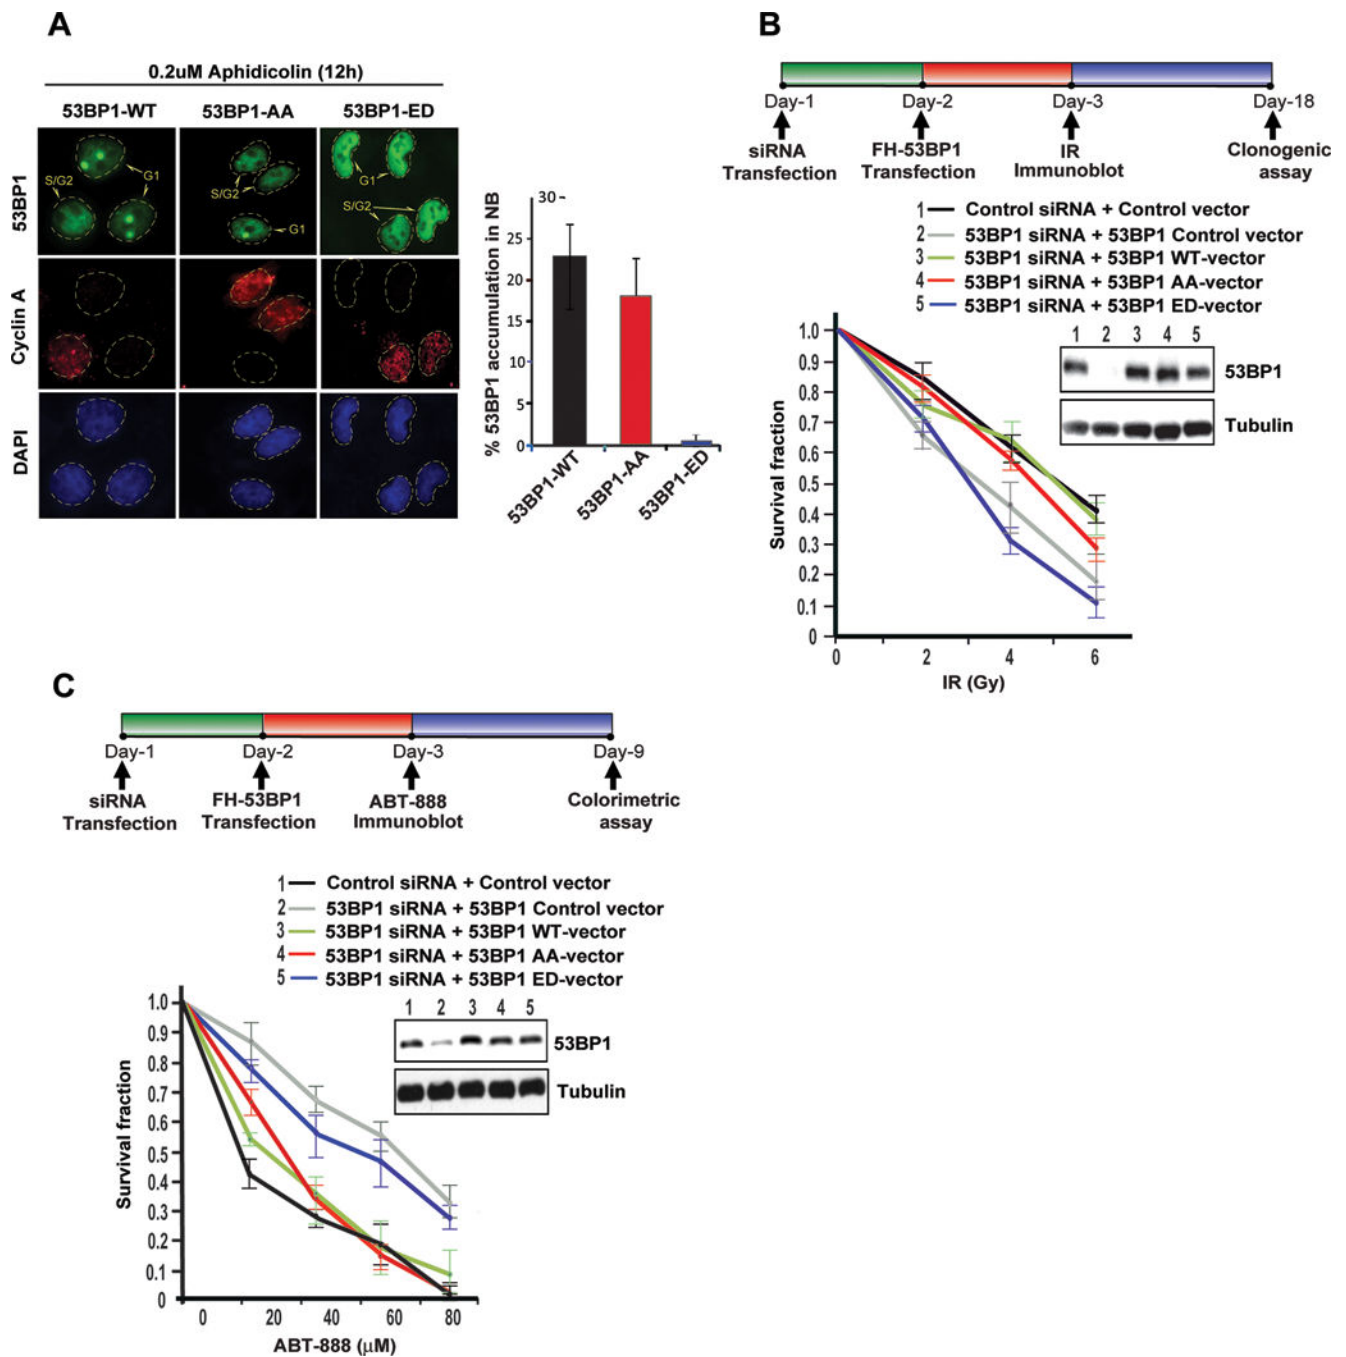 A
0.2uM Aphidicolin (12h)
53BP1-WT
53BP1-AA
53BP1-ED
53BP1
S/G2
G1
S/G2
G1
G1
S/G2
Cyclin A
DAPI
% 53BP1 accumulation in NB
30
25
20
15
10
5
0
53BP1-WT
53BP1-AA
53BP1-ED
B
Day-1
Day-2
Day-3
Day-18
siRNA
Transfection
FH-53BP1
Transfection
IR
Immunoblot
Clonogenic
assay
1 Control siRNA + Control vector
2 53BP1 siRNA + 53BP1 Control vector
3 53BP1 siRNA + 53BP1 WT-vector
4 53BP1 siRNA + 53BP1 AA-vector
5 53BP1 siRNA + 53BP1 ED-vector
1 2 3 4 5
53BP1
Tubulin
Survival fraction
1.0
0.9
0.8
0.7
0.6
0.5
0.4
0.3
0.2
0.1
0
0 2 4 6
IR (Gy)
C
Day-1
Day-2
Day-3
Day-9
siRNA
Transfection
FH-53BP1
Transfection
ABT-888
Immunoblot
Colorimetric
assay
1 Control siRNA + Control vector
2 53BP1 siRNA + 53BP1 Control vector
3 53BP1 siRNA + 53BP1 WT-vector
4 53BP1 siRNA + 53BP1 AA-vector
5 53BP1 siRNA + 53BP1 ED-vector
1 2 3 4 5
53BP1
Tubulin
Survival fraction
1.0
0.9
0.8
0.7
0.6
0.5
0.4
0.3
0.2
0.1
0
0 20 40 60 80
ABT-888 (µM)